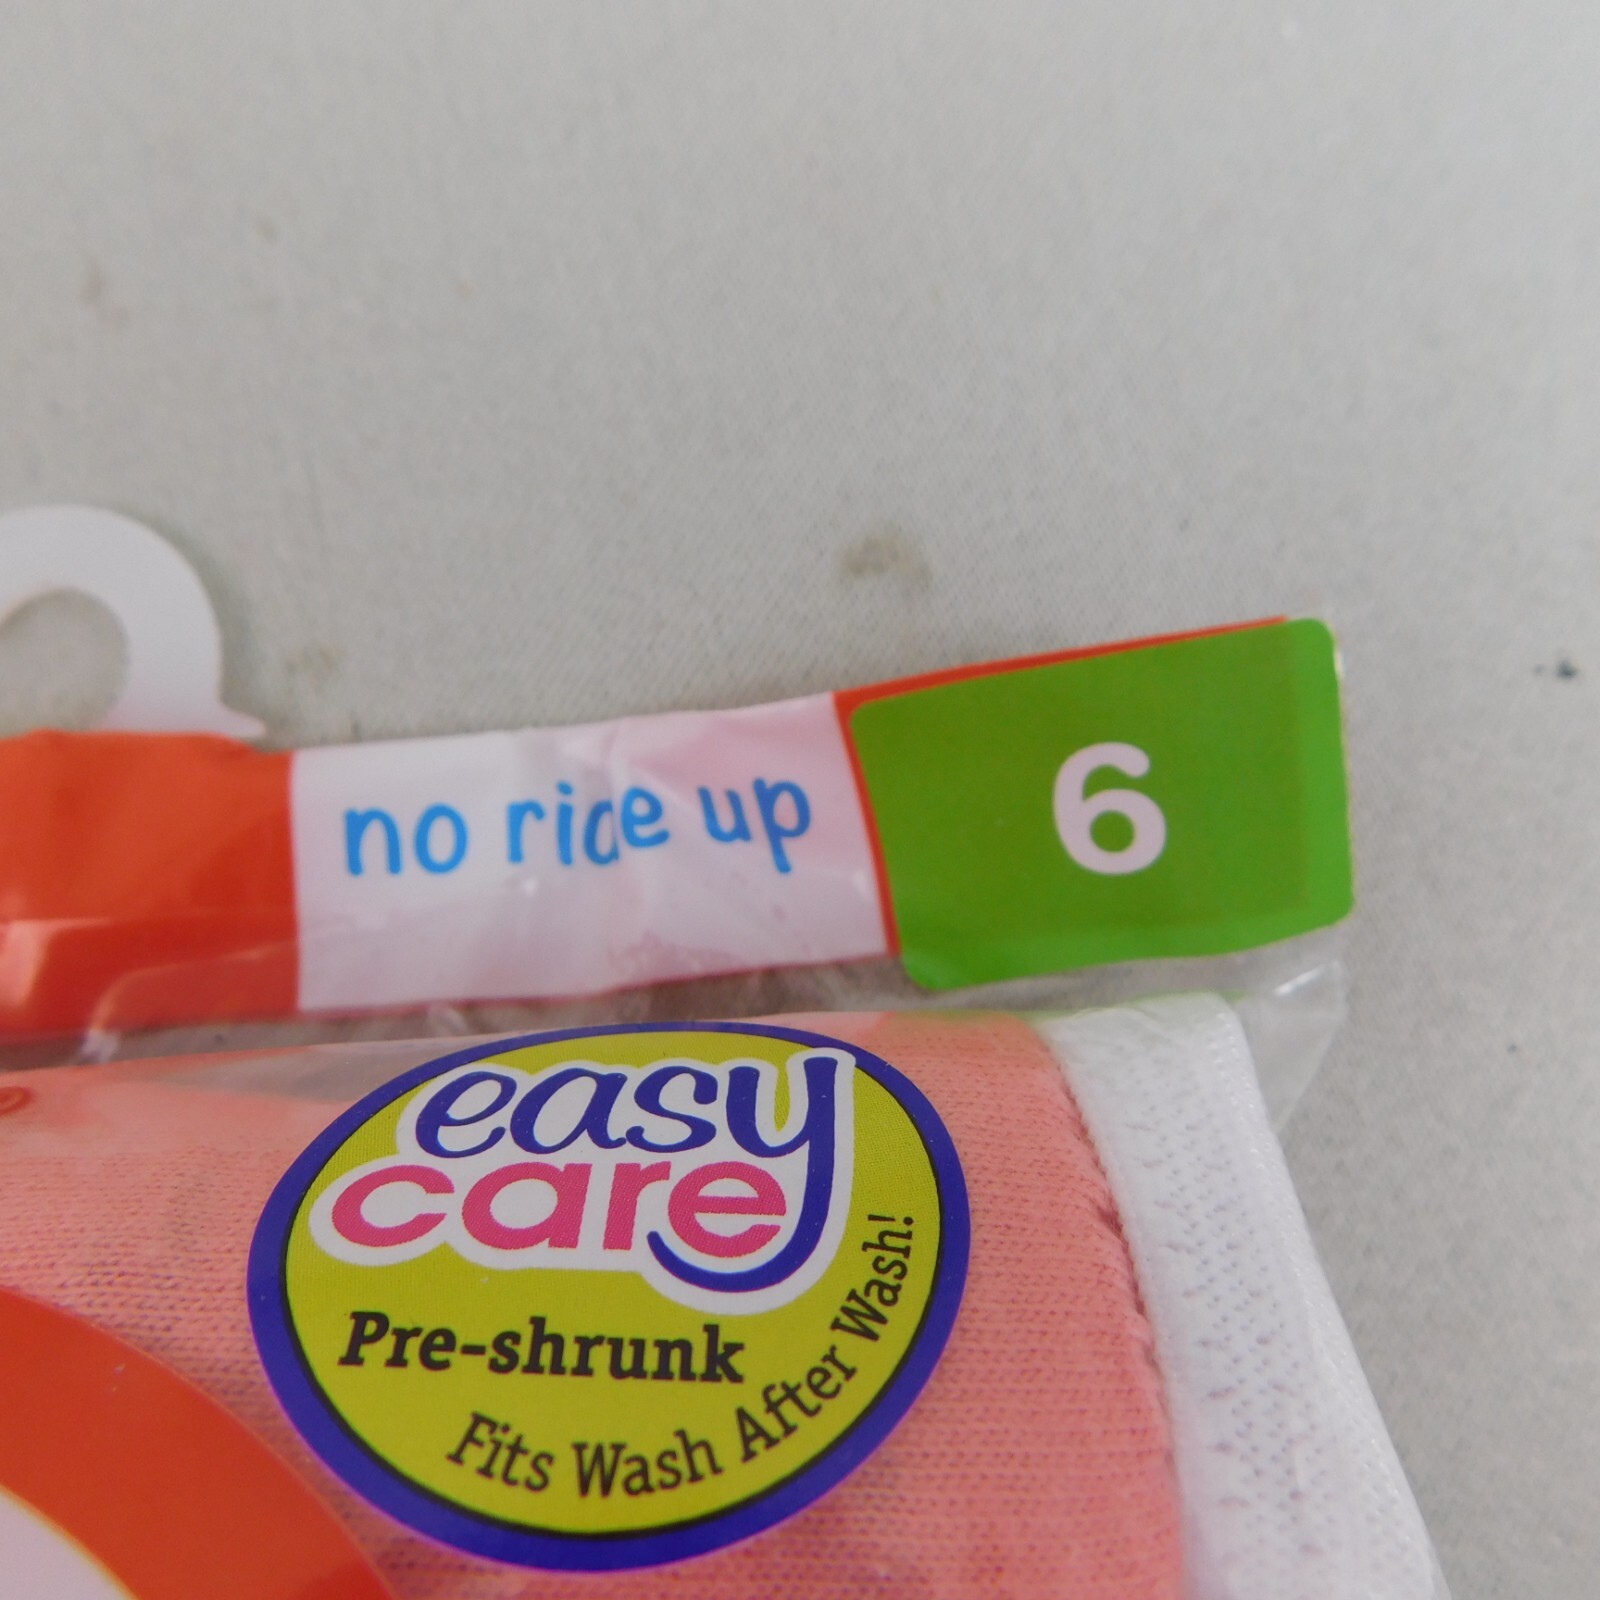 no ride up
6
easy
care
Pre-shrunk
Fits Wash After Wash!